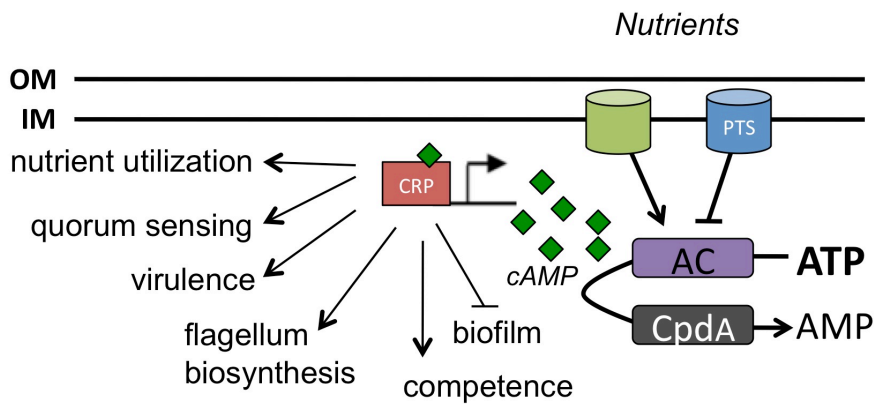 Nutrients
OM
IM
PTS
nutrient utilization
CRP
quorum sensing
AC
ATP
cAMP
virulence
CpdA
AMP
flagellum
biosynthesis
biofilm
competence